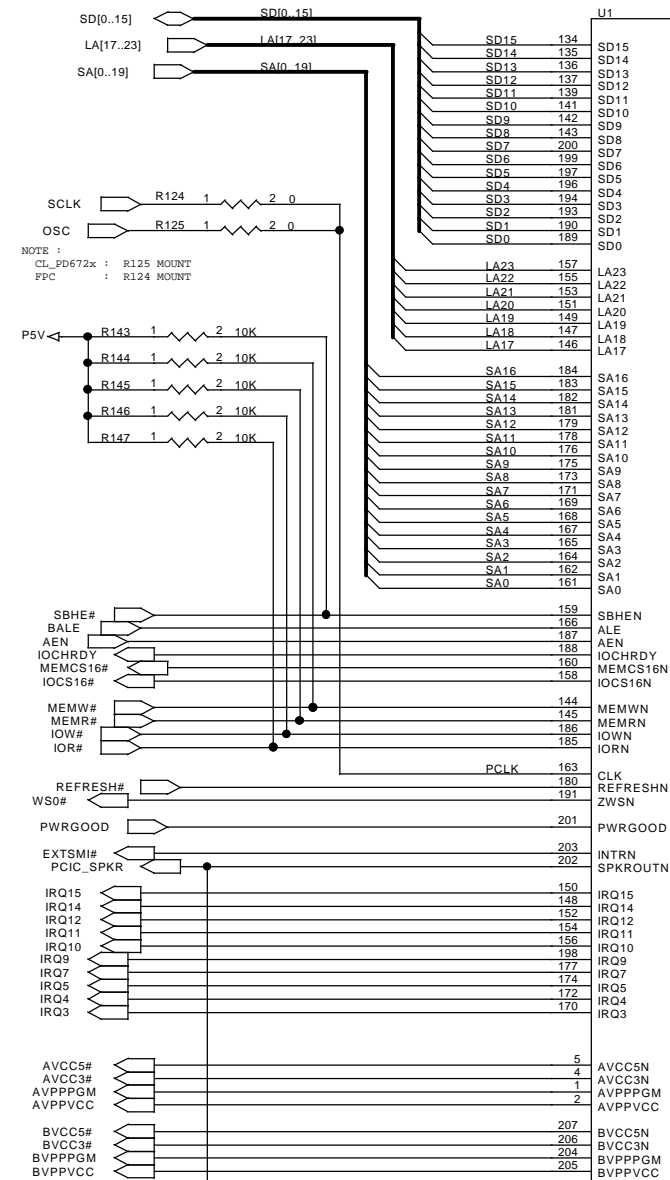 U1
SD[0..15] SD[0..15]
LA[17..23] LA[17..23]
SA[0..19] SA[0..19]
SD15 134 SD15
SD14 135 SD14
SD13 136 SD13
SD12 137 SD12
SD11 139 SD11
SD10 141 SD10
SD9 142 SD9
SD8 143 SD8
SD7 200 SD7
SD6 199 SD6
SD5 197 SD5
SD4 196 SD4
SD3 194 SD3
SD2 193 SD2
SD1 190 SD1
SD0 189 SD0
SCLK R124 1 2 0
OSC R125 1 2 0
NOTE :
CL_PD672x : R125 MOUNT
FPC : R124 MOUNT
LA23 157 LA23
LA22 155 LA22
LA21 153 LA21
LA20 151 LA20
LA19 149 LA19
LA18 147 LA18
LA17 146 LA17
P5V R143 1 2 10K
R144 1 2 10K
R145 1 2 10K
R146 1 2 10K
R147 1 2 10K
SA16 184 SA16
SA15 183 SA15
SA14 182 SA14
SA13 181 SA13
SA12 179 SA12
SA11 178 SA11
SA10 176 SA10
SA9 175 SA9
SA8 173 SA8
SA7 171 SA7
SA6 169 SA6
SA5 168 SA5
SA4 167 SA4
SA3 165 SA3
SA2 164 SA2
SA1 162 SA1
SA0 161 SA0
SBHE# 159 SBHEN
BALE 166 ALE
AEN 187 AEN
IOCHRDY 188 IOCHRDY
MEMCS16# 160 MEMCS16N
IOCS16# 158 IOCS16N
MEMW# 144 MEMWN
MEMR# 145 MEMRN
IOW# 186 IOWN
IOR# 185 IORN
PCLK 163 CLK
REFRESH# 180 REFRESHN
WS0# 191 ZWSN
PWRGOOD 201 PWRGOOD
EXTSMI# 203 INTRN
PCIC_SPKR 202 SPKROUTN
IRQ15 150 IRQ15
IRQ14 148 IRQ14
IRQ12 152 IRQ12
IRQ11 154 IRQ11
IRQ10 156 IRQ10
IRQ9 198 IRQ9
IRQ7 177 IRQ7
IRQ5 174 IRQ5
IRQ4 172 IRQ4
IRQ3 170 IRQ3
AVCC5# 5 AVCC5N
AVCC3# 4 AVCC3N
AVPPPGM 1 AVPPPGM
AVPPVCC 2 AVPPVCC
BVCC5# 207 BVCC5N
BVCC3# 206 BVCC3N
BVPPPGM 204 BVPPPGM
BVPPVCC 205 BVPPVCC